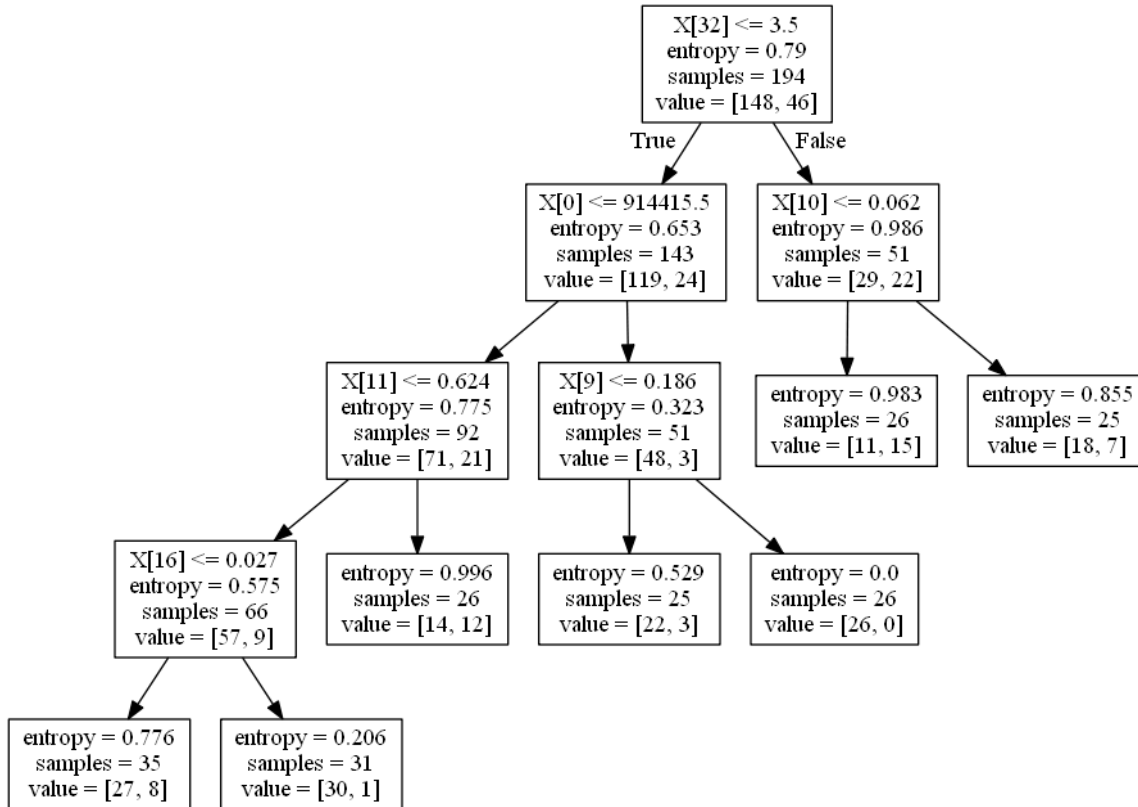 X[32] <= 3.5
entropy = 0.79
samples = 194
value = [148, 46]
True
False
X[0] <= 914415.5
entropy = 0.653
samples = 143
value = [119, 24]
X[10] <= 0.062
entropy = 0.986
samples = 51
value = [29, 22]
X[11] <= 0.624
entropy = 0.775
samples = 92
value = [71, 21]
X[9] <= 0.186
entropy = 0.323
samples = 51
value = [48, 3]
entropy = 0.983
samples = 26
value = [11, 15]
entropy = 0.855
samples = 25
value = [18, 7]
X[16] <= 0.027
entropy = 0.575
samples = 66
value = [57, 9]
entropy = 0.996
samples = 26
value = [14, 12]
entropy = 0.529
samples = 25
value = [22, 3]
entropy = 0.0
samples = 26
value = [26, 0]
entropy = 0.776
samples = 35
value = [27, 8]
entropy = 0.206
samples = 31
value = [30, 1]